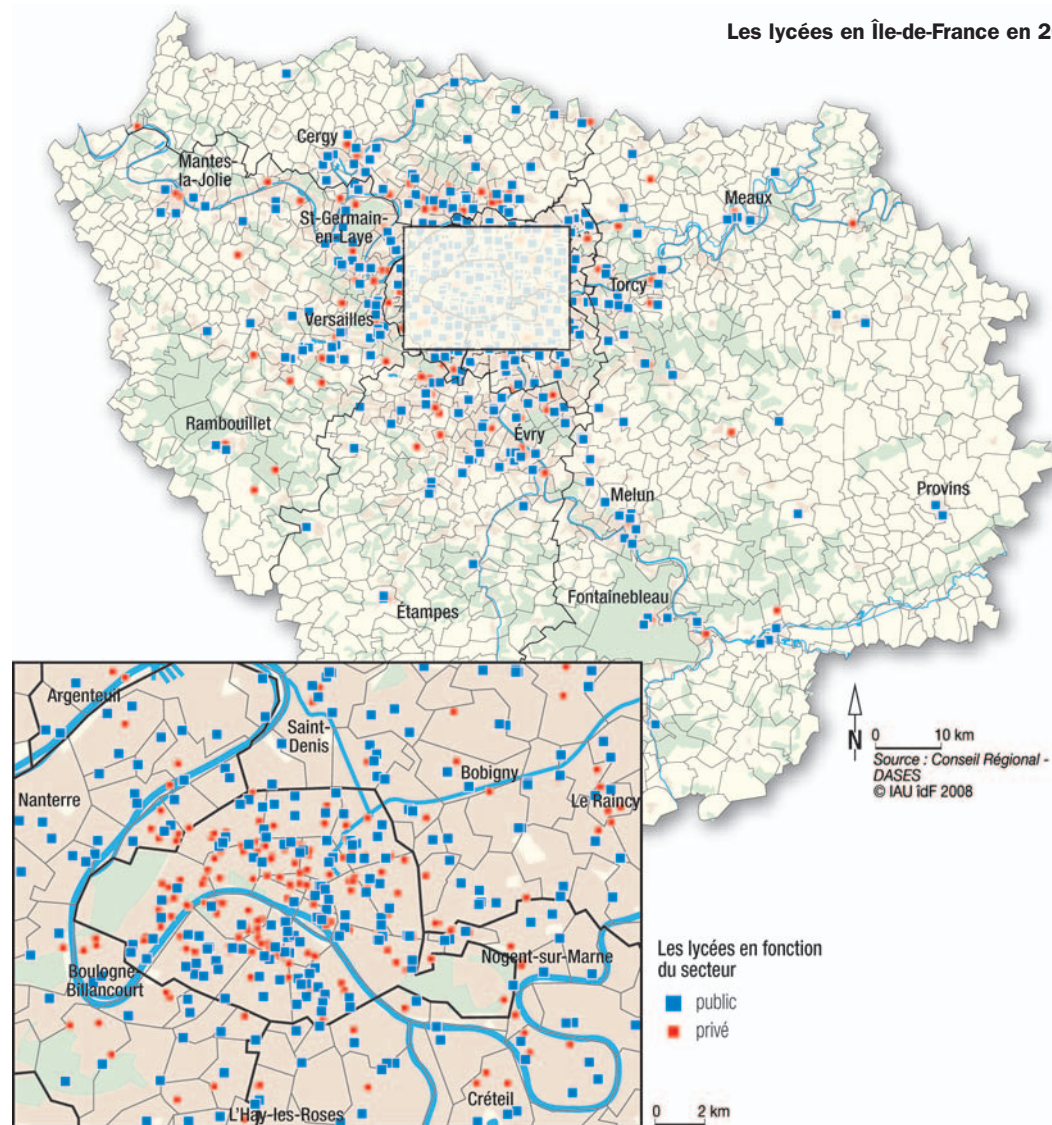 Les lycées en Île-de-France en 2
Cergy
Mantes-
la-Jolie
Meaux
St-Germain-
en-Laye
Torcy
Versailles
Rambouillet
Évry
Melun
Provins
Fontainebleau
Étampes
Argenteuil
Saint-
Denis
Bobigny
Nanterre
Le Raincy
Nogent-sur-Marne
Boulogne-
Billancourt
Créteil
L'Hay-les-Roses
N
0 10 km
Source : Conseil Régional -
DASES
© IAU îdF 2008
Les lycées en fonction
du secteur
public
privé
0 2 km